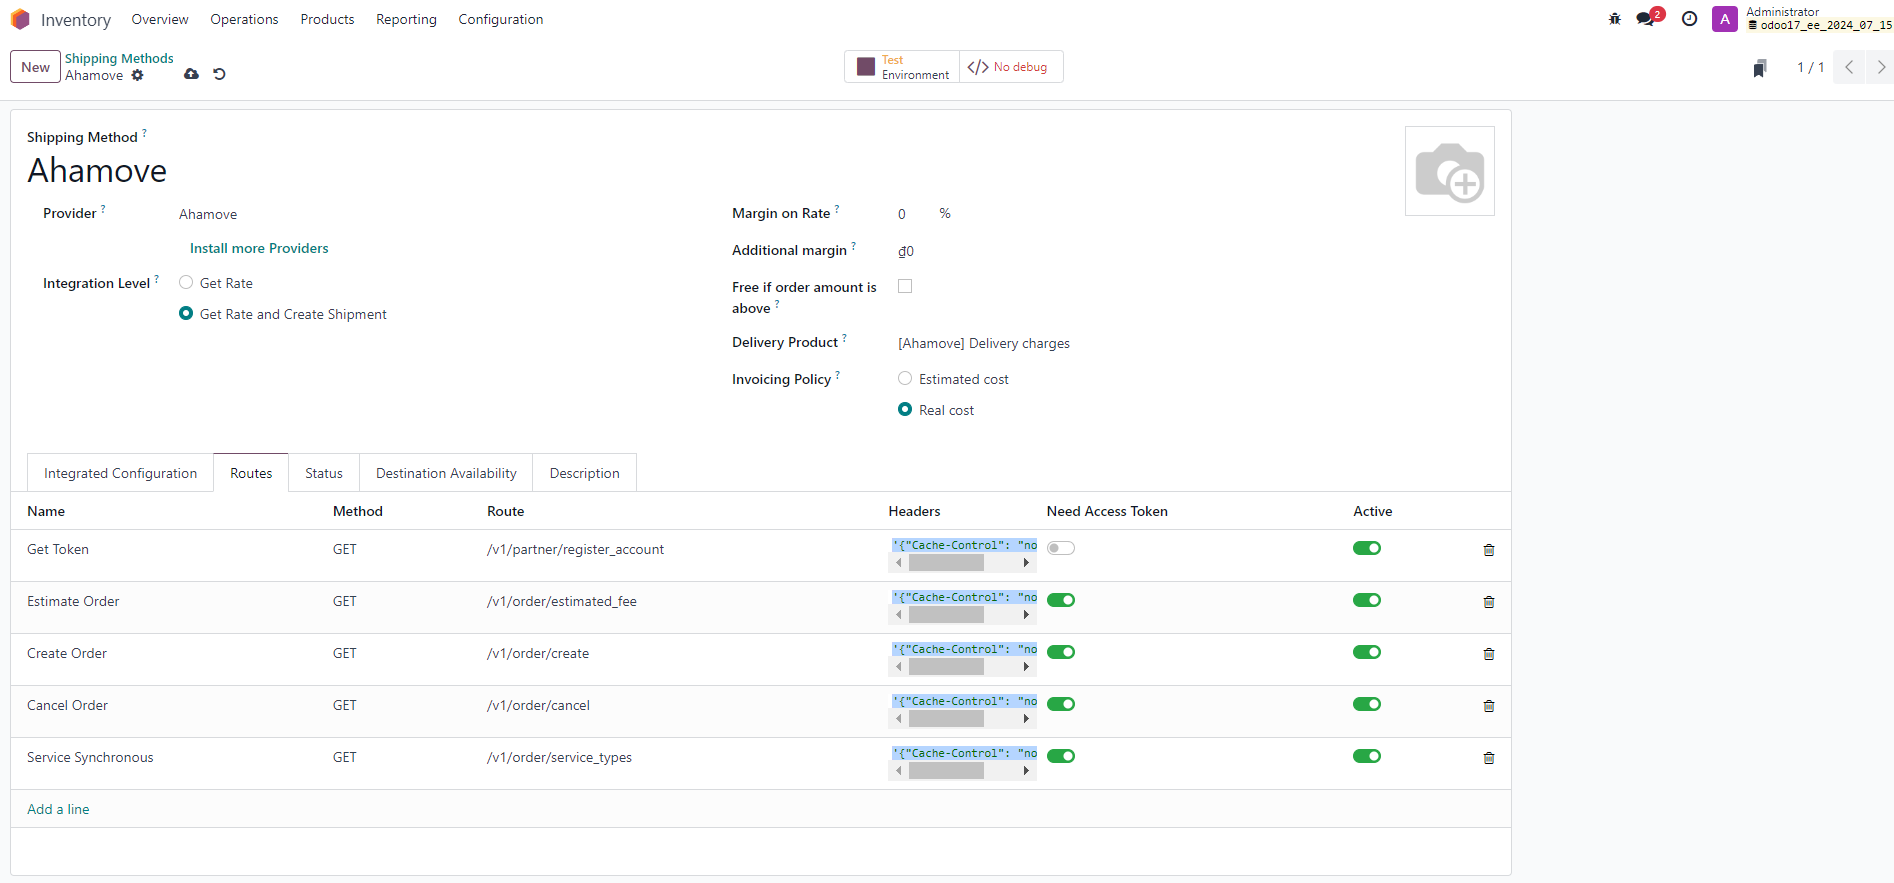 Inventory Overview Operations Products Reporting Configuration 2 A Administrator
odoo17_ee_2024_07_15
New Shipping Methods
Ahamove
Test
Environment
No debug
1 / 1
Shipping Method ?
Ahamove
Provider ? Ahamove
Install more Providers
Integration Level ? Get Rate
Get Rate and Create Shipment
Margin on Rate ? 0 %
Additional margin ? ₫0
Free if order amount is
above ?
Delivery Product ? [Ahamove] Delivery charges
Invoicing Policy ? Estimated cost
Real cost
Integrated Configuration Routes Status Destination Availability Description
Name Method Route Headers Need Access Token Active
Get Token GET /v1/partner/register_account '{"Cache-Control": "no
Estimate Order GET /v1/order/estimated_fee '{"Cache-Control": "no
Create Order GET /v1/order/create '{"Cache-Control": "no
Cancel Order GET /v1/order/cancel '{"Cache-Control": "no
Service Synchronous GET /v1/order/service_types '{"Cache-Control": "no
Add a line